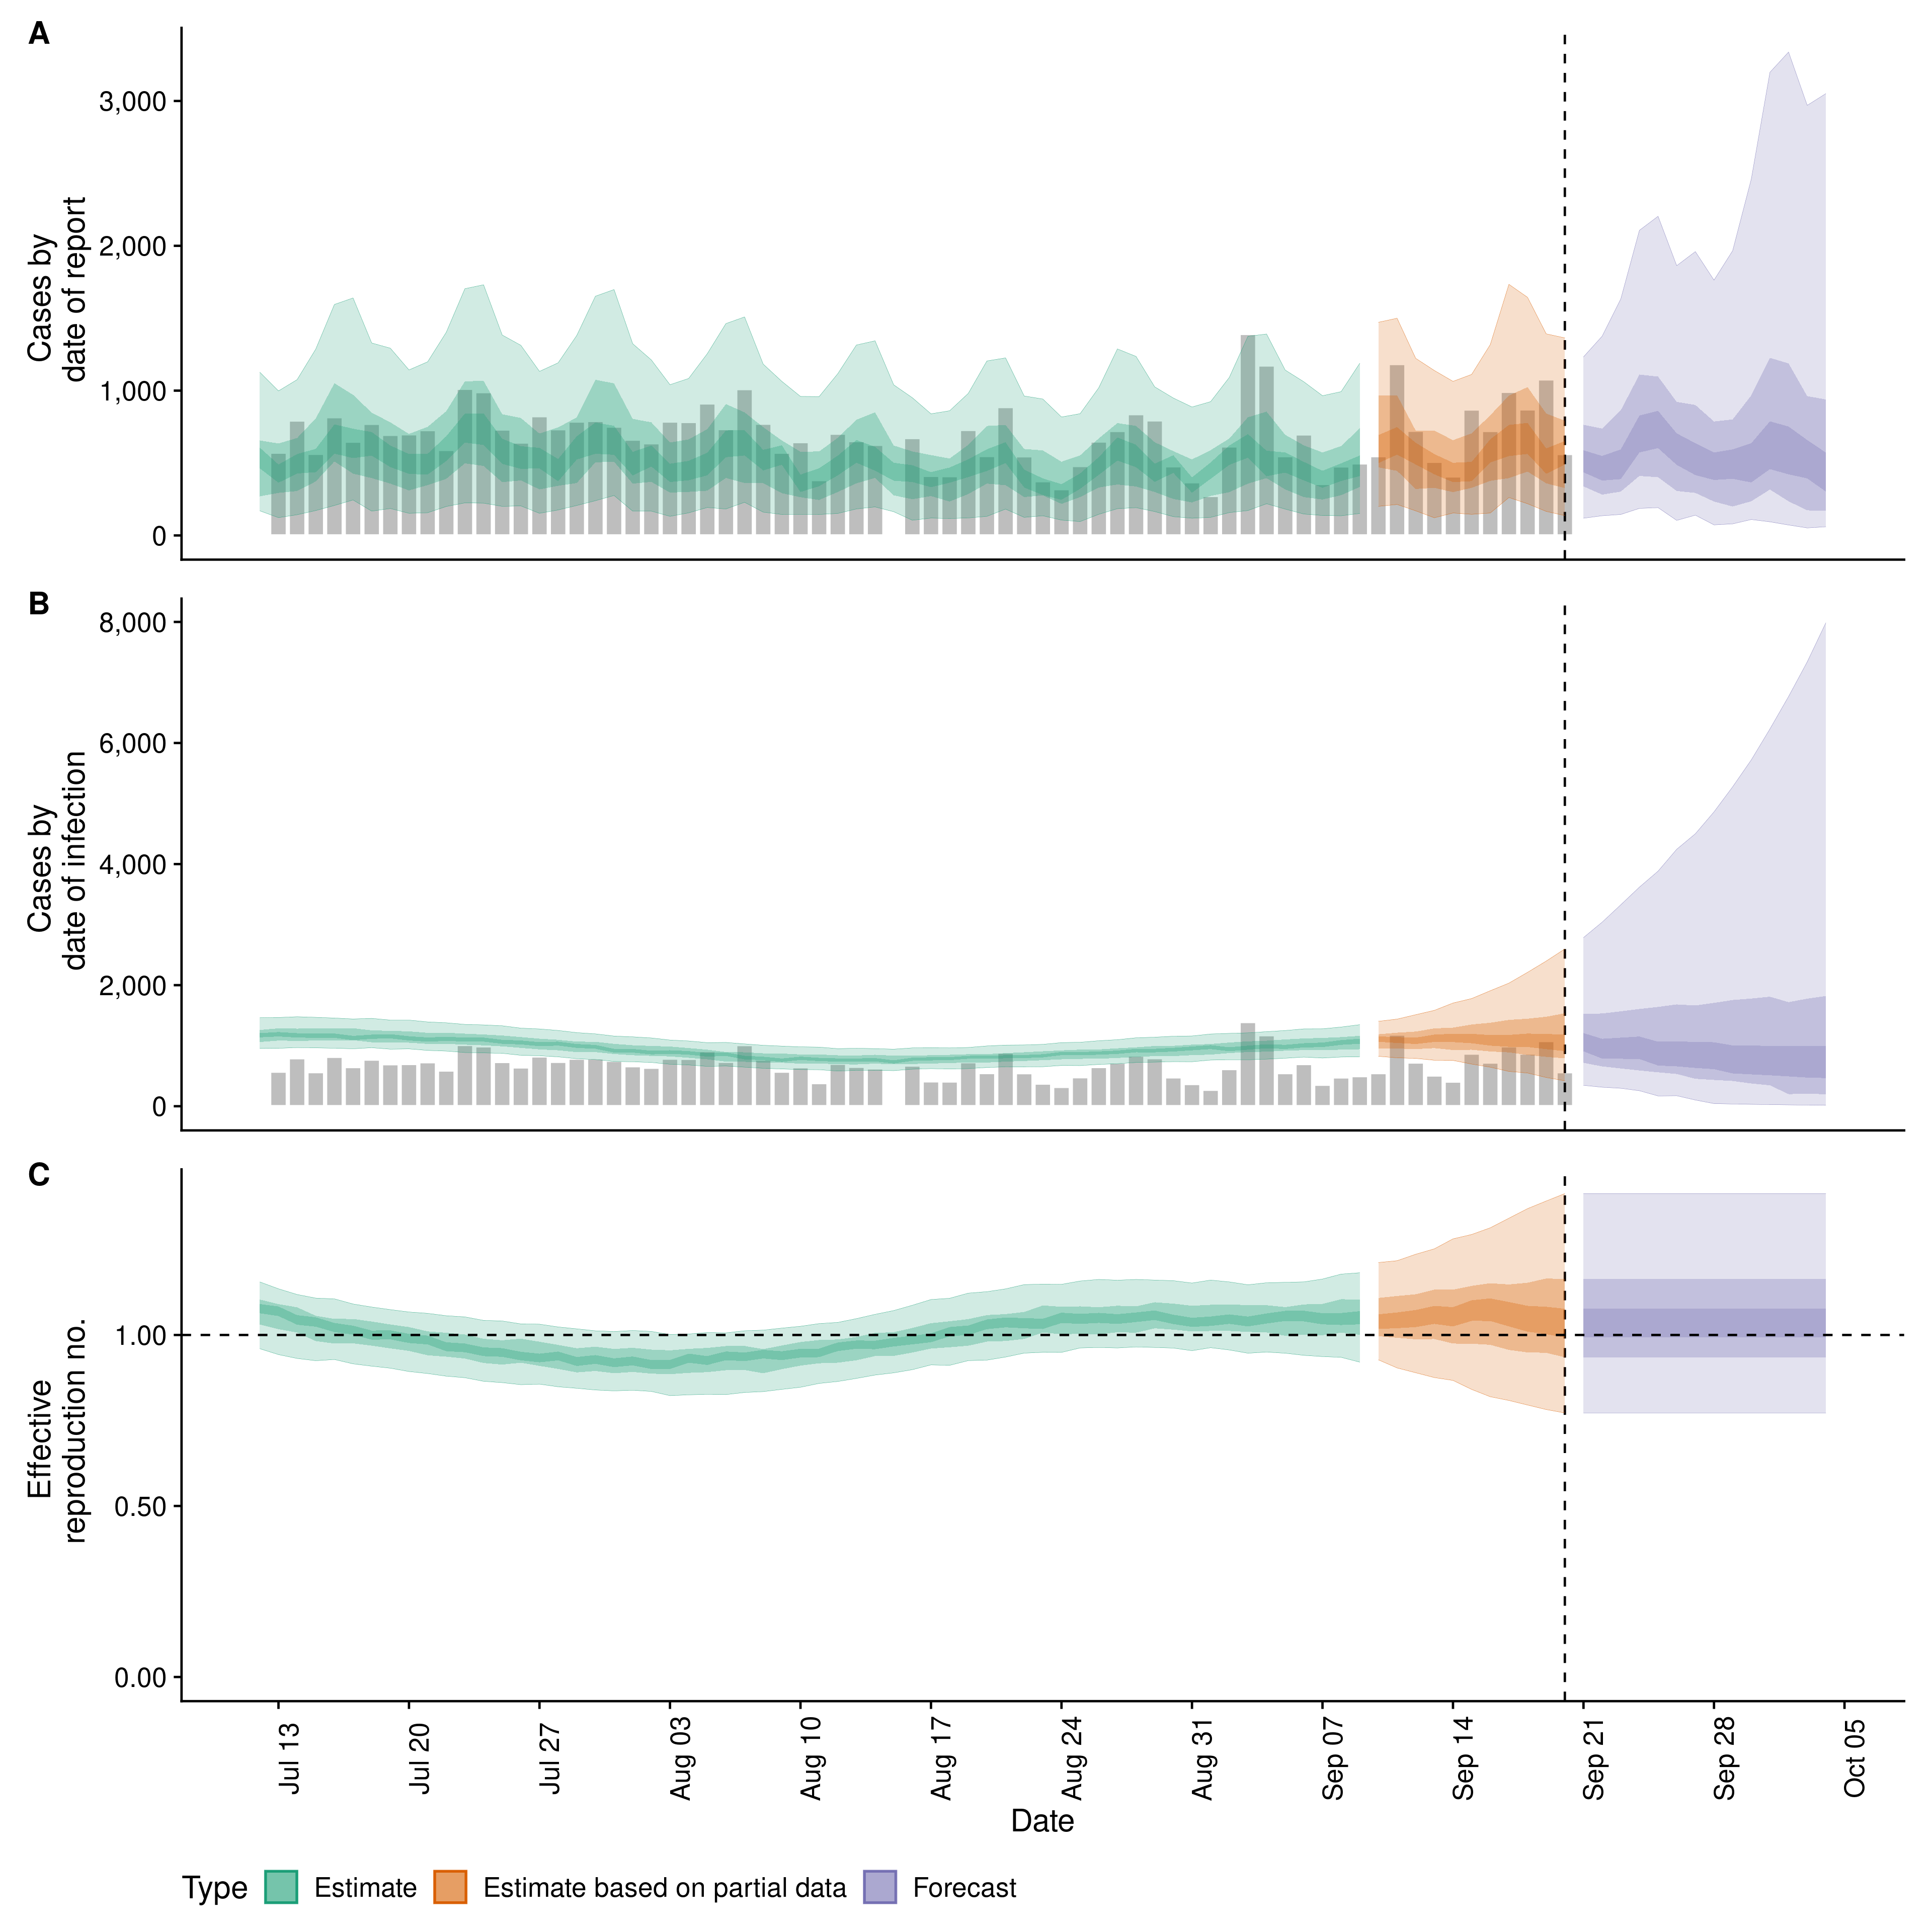 A
Cases by
date of report
3,000
2,000
1,000
0
B
Cases by
date of infection
8,000
6,000
4,000
2,000
0
C
Effective
reproduction no.
1.00
0.50
0.00
Jul 13
Jul 20
Jul 27
Aug 03
Aug 10
Aug 17
Aug 24
Aug 31
Sep 07
Sep 14
Sep 21
Sep 28
Oct 05
Date
Type Estimate Estimate based on partial data Forecast